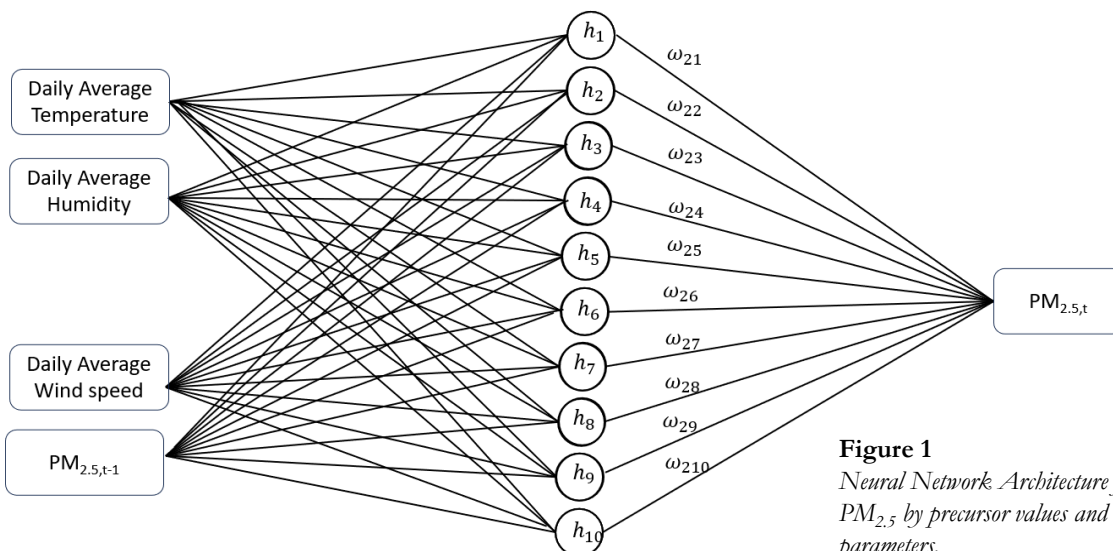 Daily Average
Temperature
Daily Average
Humidity
Daily Average
Wind speed
PM2.5,t-1
h1
h2
h3
h4
h5
h6
h7
h8
h9
h10
ω21
ω22
ω23
ω24
ω25
ω26
ω27
ω28
ω29
ω210
PM2.5,t
Figure 1
Neural Network Architecture
PM2.5 by precursor values and
parameters.